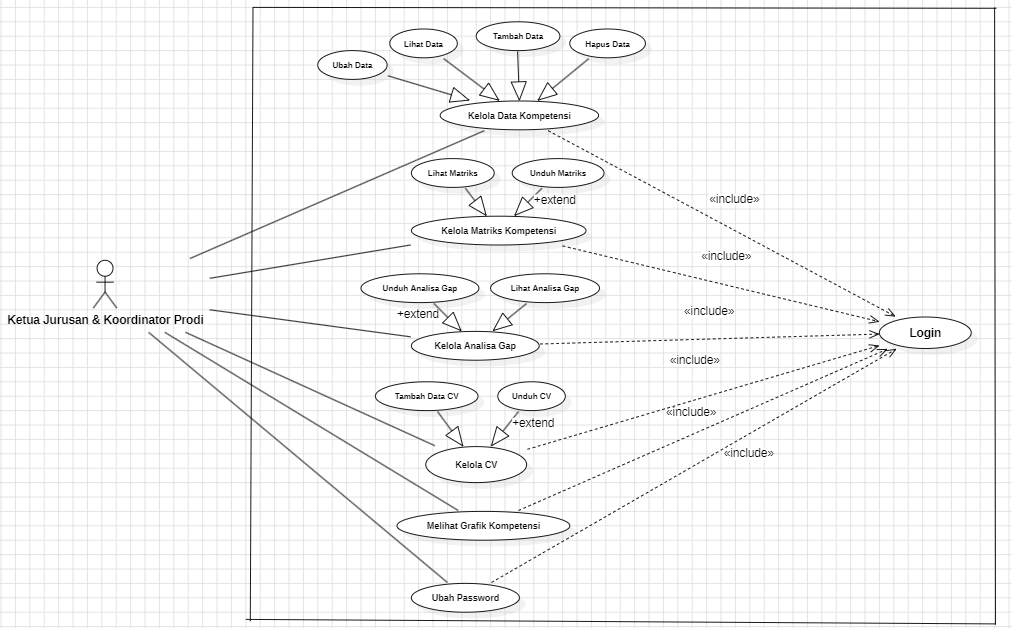 Tambah Data
Lihat Data
Hapus Data
Ubah Data
Kelola Data Kompetensi
Lihat Matriks
Unduh Matriks
«include»
+extend
Kelola Matriks Kompetensi
«include»
Unduh Analisa Gap
Lihat Analisa Gap
+extend
«include»
Ketua Jurusan & Koordinator Prodi
Login
Kelola Analisa Gap
«include»
Tambah Data CV
Unduh CV
«include»
+extend
«include»
Kelola CV
Melihat Grafik Kompetensi
Ubah Password